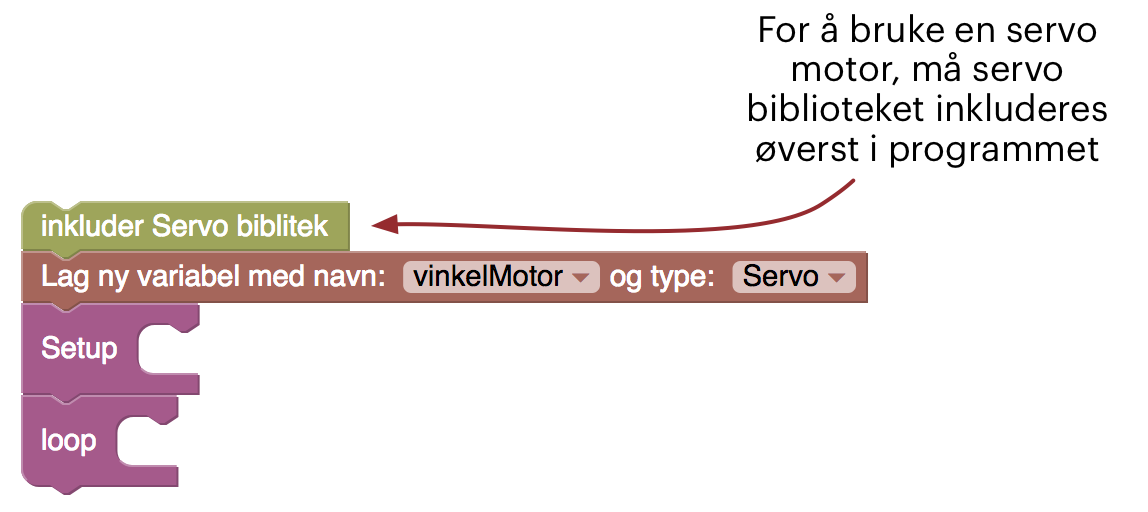 For å bruke en servo
motor, må servo
biblioteket inkluderes
øverst i programmet
inkluder Servo biblitek
Lag ny variabel med navn: vinkelMotor og type: Servo
Setup
loop